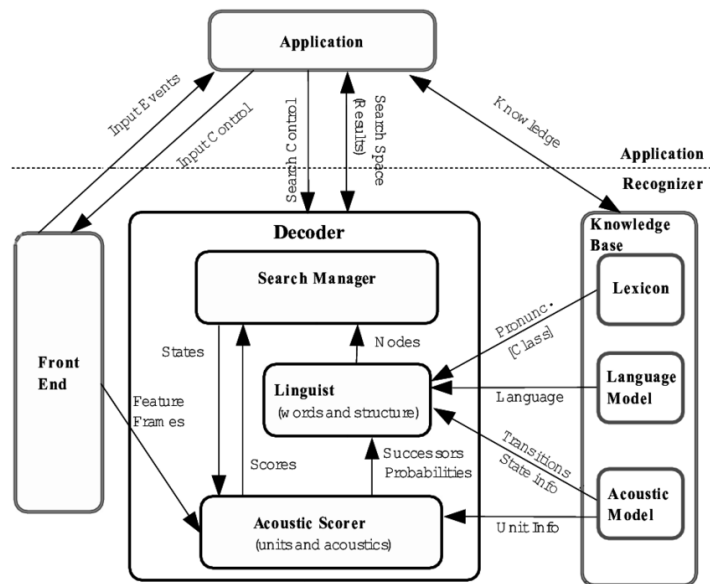 Application
Input Events
Input Control
Search Control
Search Space
(Results)
Knowledge
Application
Recognizer
Decoder
Knowledge
Base
Search Manager
Lexicon
Pronunc.
[Class]
States
Nodes
Front
End
Linguist
(words and structure)
Language
Model
Language
Feature
Frames
Transitions
State info
Scores
Successors
Probabilities
Acoustic Scorer
(units and acoustics)
Unit Info
Acoustic
Model